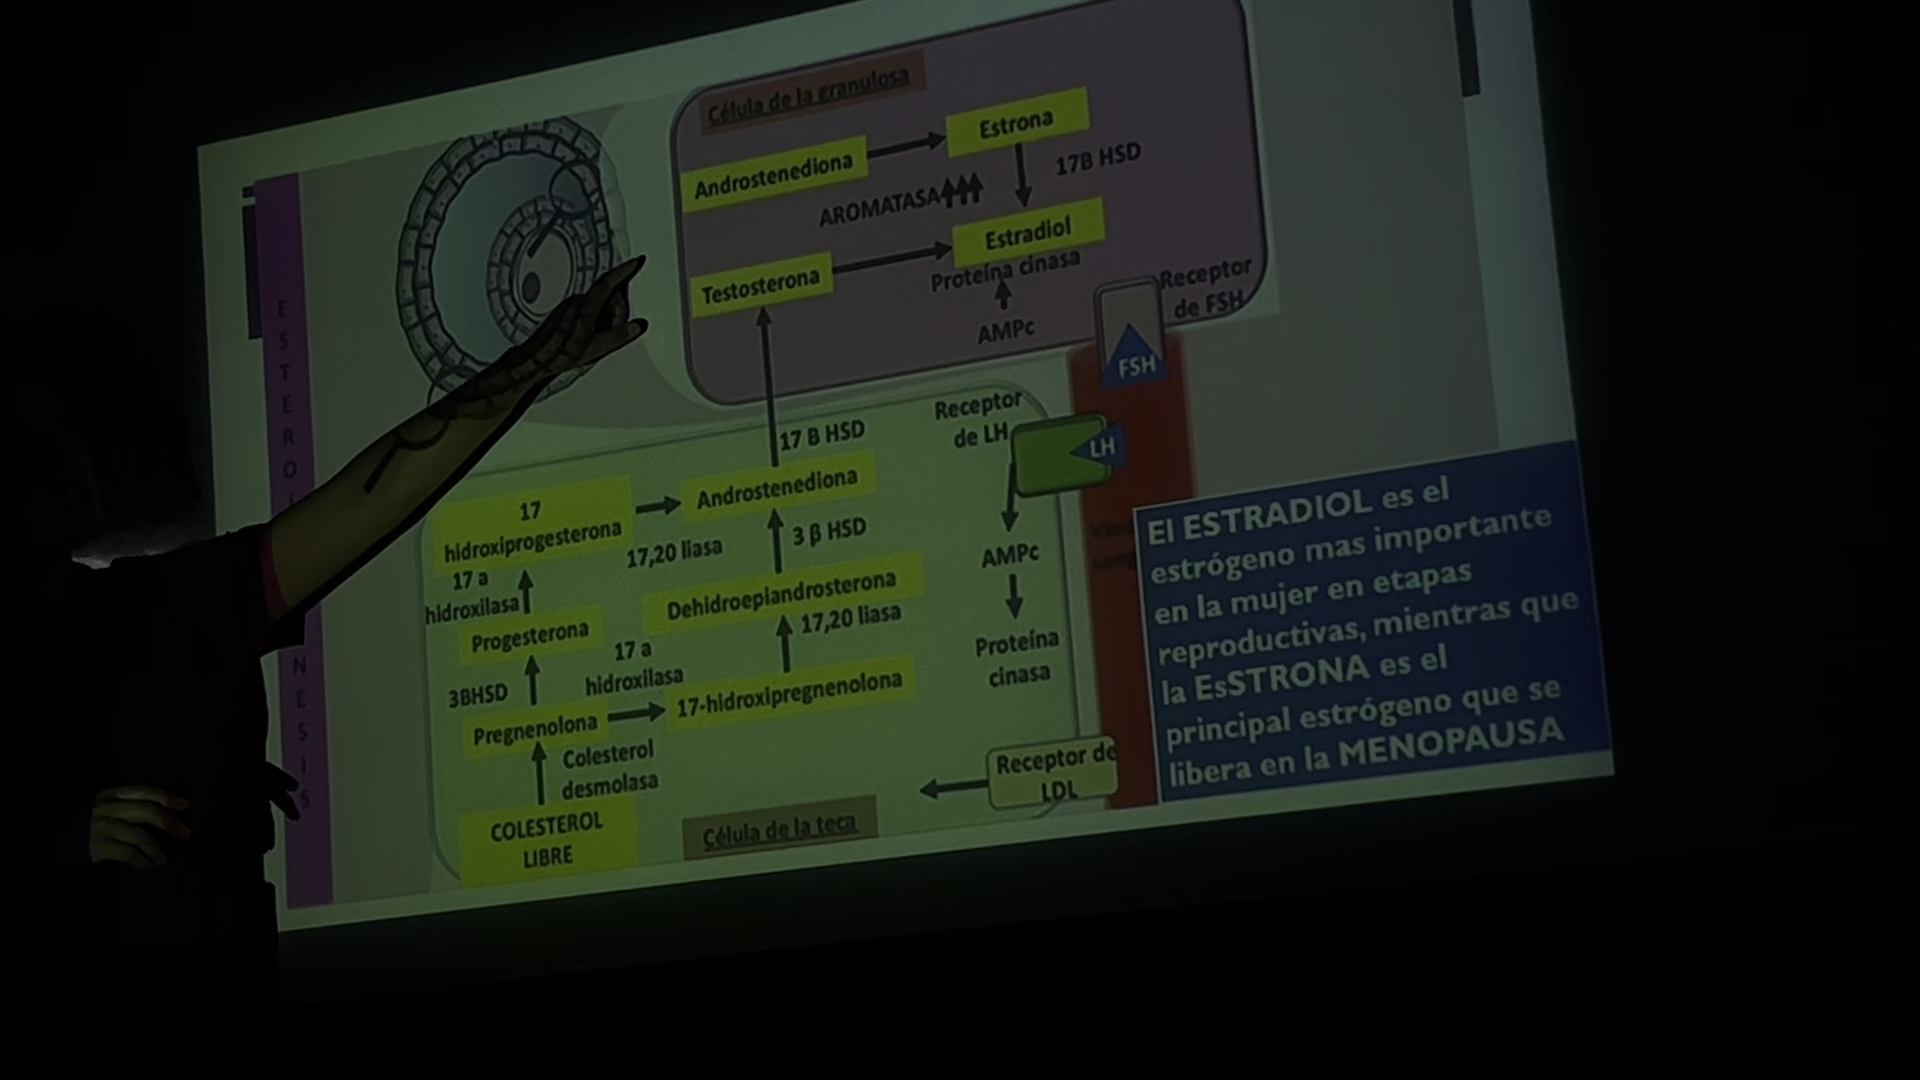 ESTEROI NESIS
Célula de la granulosa
Androstenediona
Estrona
17B HSD
AROMATASA
Testosterona
Estradiol
Proteína cinasa
AMPc
Receptor
de FSH
FSH
17 B HSD
Receptor
de LH
LH
17
hidroxiprogesterona
Androstenediona
17,20 liasa
3 β HSD
AMPc
17 a
hidroxilasa
Dehidroeplandrosterona
Progesterona
17,20 liasa
Proteína
cinasa
17 a
hidroxilasa
3BHSD
17-hidroxipregnenolona
Pregnenolona
Colesterol
desmolasa
Receptor de
LDL
COLESTEROL
LIBRE
Célula de la teca
El ESTRADIOL es el
estrógeno mas importante
en la mujer en etapas
reproductivas, mientras que
la EsSTRONA es el
principal estrógeno que se
libera en la MENOPAUSA